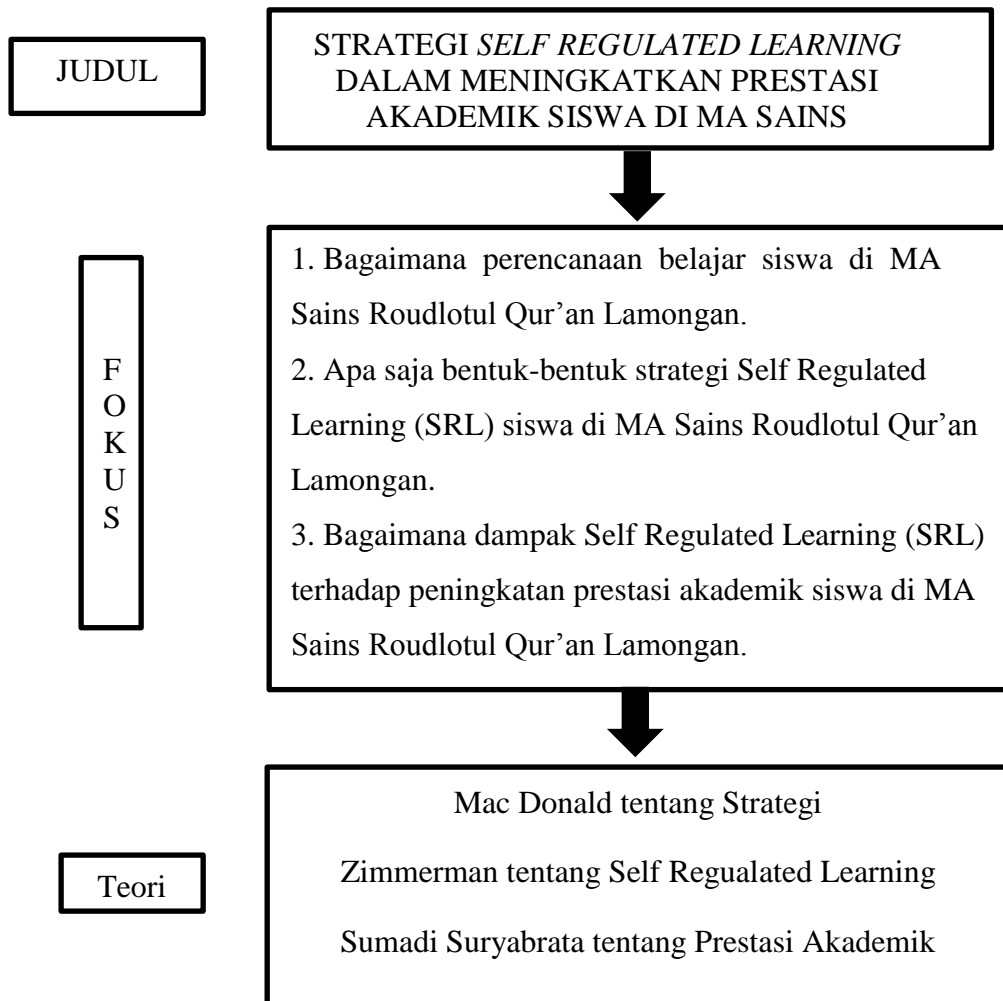 JUDUL
STRATEGI SELF REGULATED LEARNING
DALAM MENINGKATKAN PRESTASI
AKADEMIK SISWA DI MA SAINS
F
O
K
U
S
1. Bagaimana perencanaan belajar siswa di MA
Sains Roudlotul Qur’an Lamongan.
2. Apa saja bentuk-bentuk strategi Self Regulated
Learning (SRL) siswa di MA Sains Roudlotul Qur’an
Lamongan.
3. Bagaimana dampak Self Regulated Learning (SRL)
terhadap peningkatan prestasi akademik siswa di MA
Sains Roudlotul Qur’an Lamongan.
Teori
Mac Donald tentang Strategi
Zimmerman tentang Self Regualated Learning
Sumadi Suryabrata tentang Prestasi Akademik